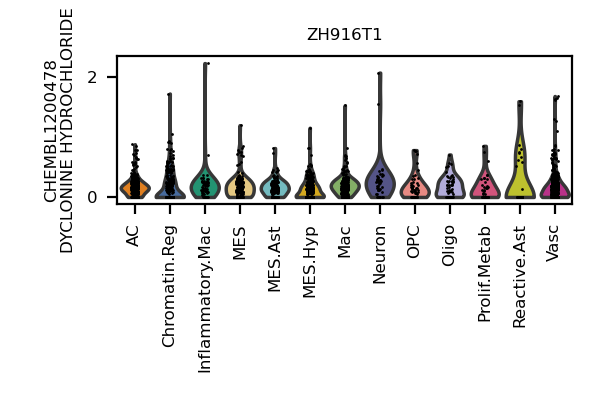 ZH916T1
CHEMBL1200478
DYCLONINE HYDROCHLORIDE
2
0
AC
Chromatin.Reg
Inflammatory.Mac
MES
MES.Ast
MES.Hyp
Mac
Neuron
OPC
Oligo
Prolif.Metab
Reactive.Ast
Vasc